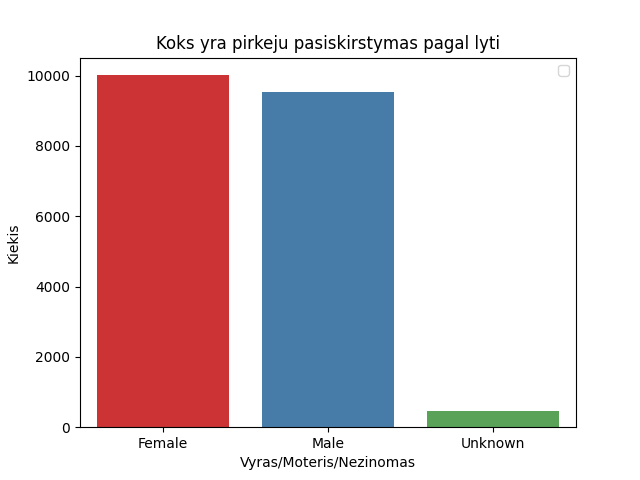 Koks yra pirkeju pasiskirstymas pagal lyti
10000
8000
6000
4000
2000
0
Kiekis
Female Male Unknown
Vyras/Moteris/Nezinomas